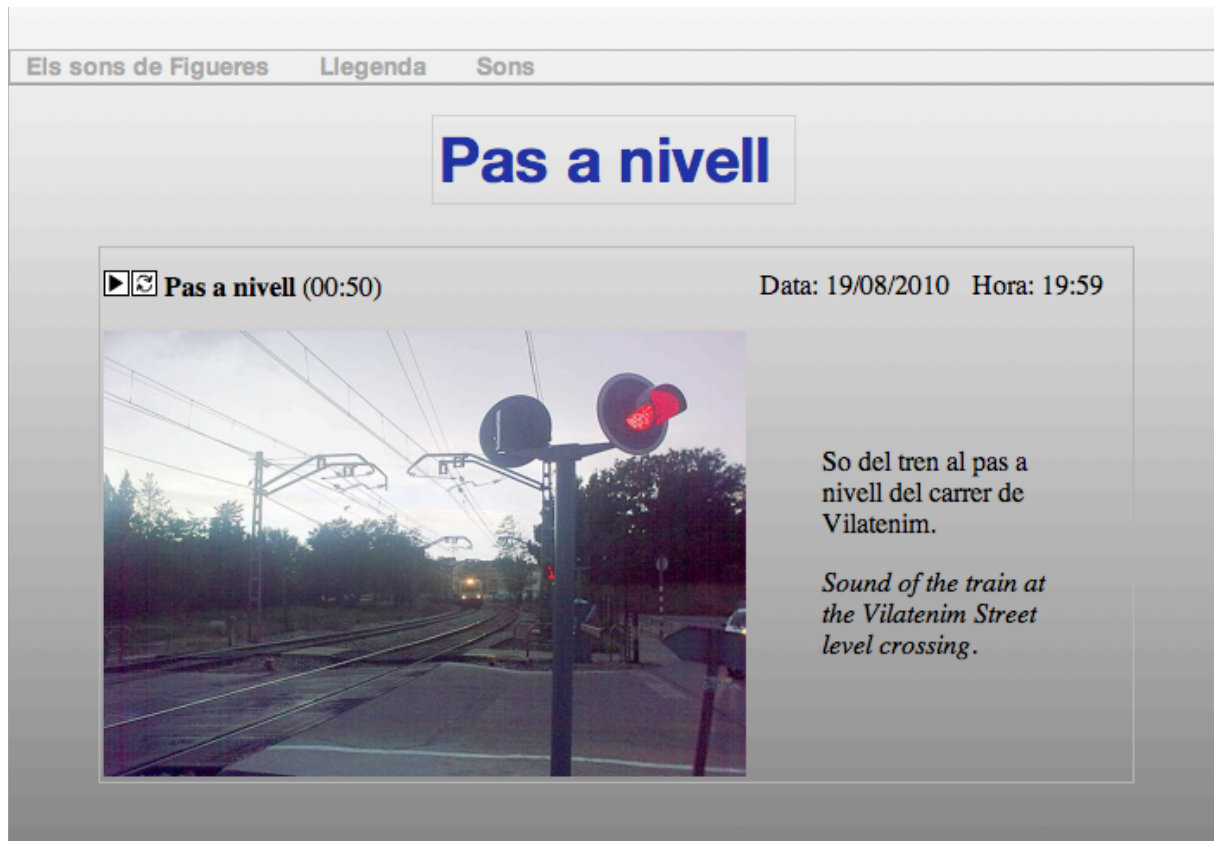 Els sons de Figueres Llegenda Sons
Pas a nivell
Pas a nivell (00:50) Data: 19/08/2010 Hora: 19:59
So del tren al pas a
nivell del carrer de
Vilatenim.
Sound of the train at
the Vilatenim Street
level crossing.